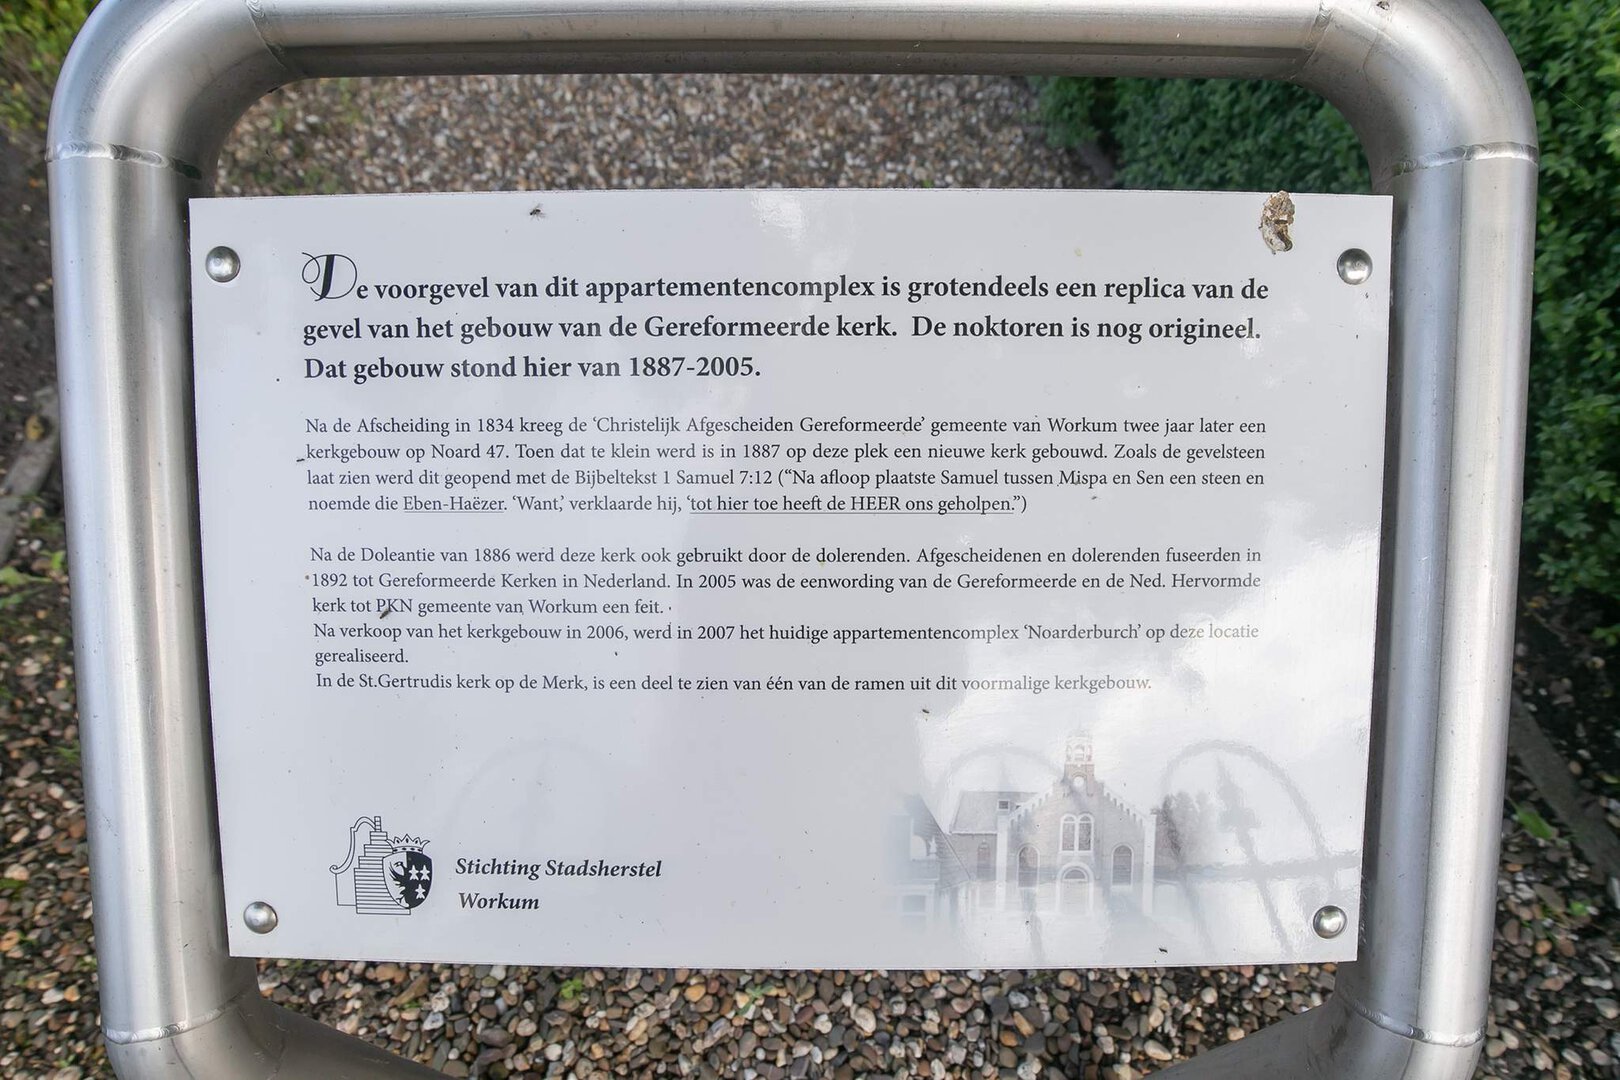 De voorgevel van dit appartementencomplex is grotendeels een replica van de
gevel van het gebouw van de Gereformeerde kerk. De noktoren is nog origineel.
Dat gebouw stond hier van 1887-2005.
Na de Afscheiding in 1834 kreeg de ‘Christelijk Afgescheiden Gereformeerde’ gemeente van Workum twee jaar later een
kerkgebouw op Noard 47. Toen dat te klein werd is in 1887 op deze plek een nieuwe kerk gebouwd. Zoals de gevelsteen
laat zien werd dit geopend met de Bijbeltekst 1 Samuel 7:12 (“Na afloop plaatste Samuel tussen Mispa en Sen een steen en
noemde die Eben-Haëzer. ‘Want,’ verklaarde hij, ‘tot hier toe heeft de HEER ons geholpen.”)
Na de Doleantie van 1886 werd deze kerk ook gebruikt door de dolerenden. Afgescheidenen en dolerenden fuseerden in
1892 tot Gereformeerde Kerken in Nederland. In 2005 was de eenwording van de Gereformeerde en de Ned. Hervormde
kerk tot PKN gemeente van Workum een feit.
Na verkoop van het kerkgebouw in 2006, werd in 2007 het huidige appartementencomplex ‘Noarderburch’ op deze locatie
gerealiseerd.
In de St.Gertrudis kerk op de Merk, is een deel te zien van één van de ramen uit dit voormalige kerkgebouw.
Stichting Stadsherstel
Workum